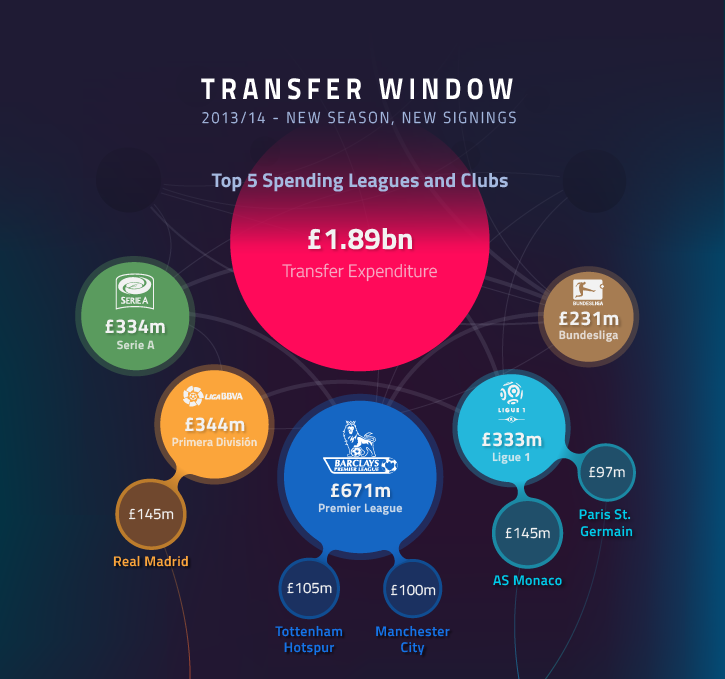 TRANSFER WINDOW
2013/14 - NEW SEASON, NEW SIGNINGS
Top 5 Spending Leagues and Clubs
£1.89bn
Transfer Expenditure
SERIE A
£334m
Serie A
BUNDESLIGA
£231m
Bundesliga
LIGA BBVA
£344m
Primera División
LIGUE 1
£333m
Ligue 1
BARCLAYS
PREMIER LEAGUE
£671m
Premier League
£97m
Paris St.
Germain
£145m
Real Madrid
£145m
AS Monaco
£105m
Tottenham
Hotspur
£100m
Manchester
City